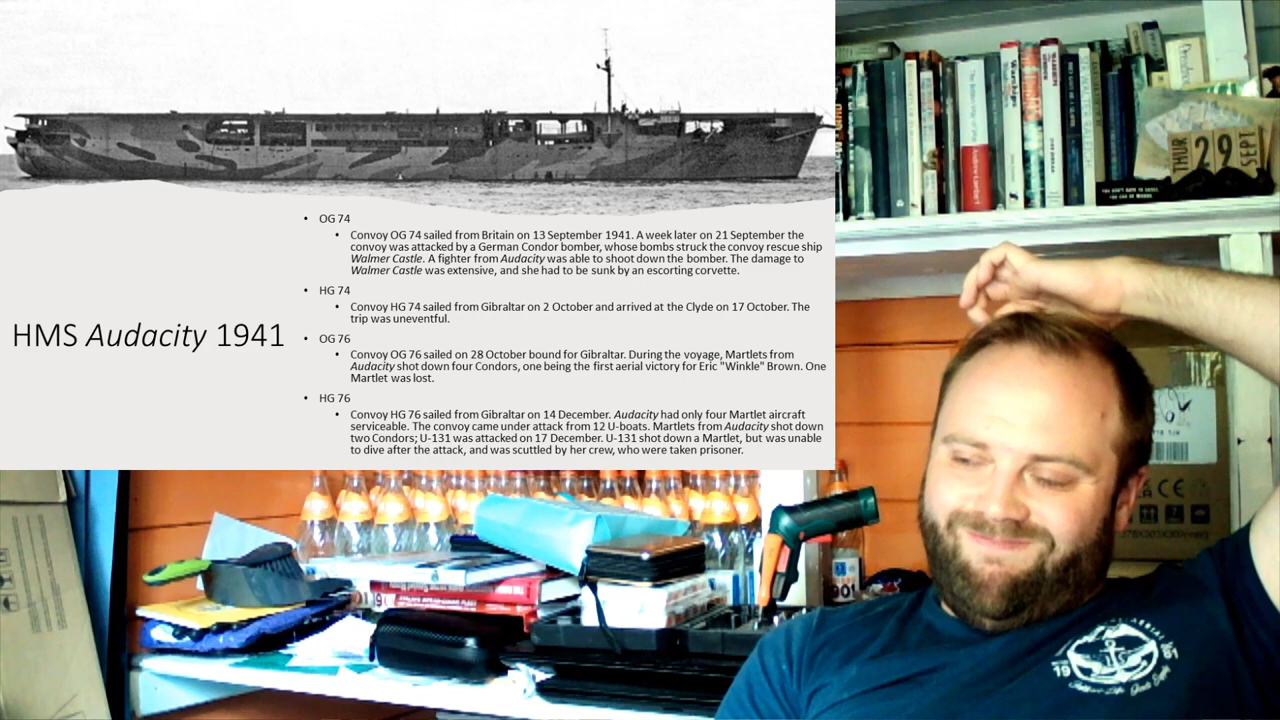 HMS Audacity 1941
• OG 74
• Convoy OG 74 sailed from Britain on 13 September 1941. A week later on 21 September the
convoy was attacked by a German Condor bomber, whose bombs struck the convoy rescue ship
Walmer Castle. A fighter from Audacity was able to shoot down the bomber. The damage to
Walmer Castle was extensive, and she had to be sunk by an escorting corvette.
• HG 74
• Convoy HG 74 sailed from Gibraltar on 2 October and arrived at the Clyde on 17 October. The
trip was uneventful.
• OG 76
• Convoy OG 76 sailed on 28 October bound for Gibraltar. During the voyage, Martlets from
Audacity shot down four Condors, one being the first aerial victory for Eric "Winkle" Brown. One
Martlet was lost.
• HG 76
• Convoy HG 76 sailed from Gibraltar on 14 December. Audacity had only four Martlet aircraft
serviceable. The convoy came under attack from 12 U-boats. Martlets from Audacity shot down
two Condors; U-131 was attacked on 17 December. U-131 shot down a Martlet, but was unable
to dive after the attack, and was scuttled by her crew, who were taken prisoner.
Warships
Andrew Lambert
THUR 29 SEPT
CE
19